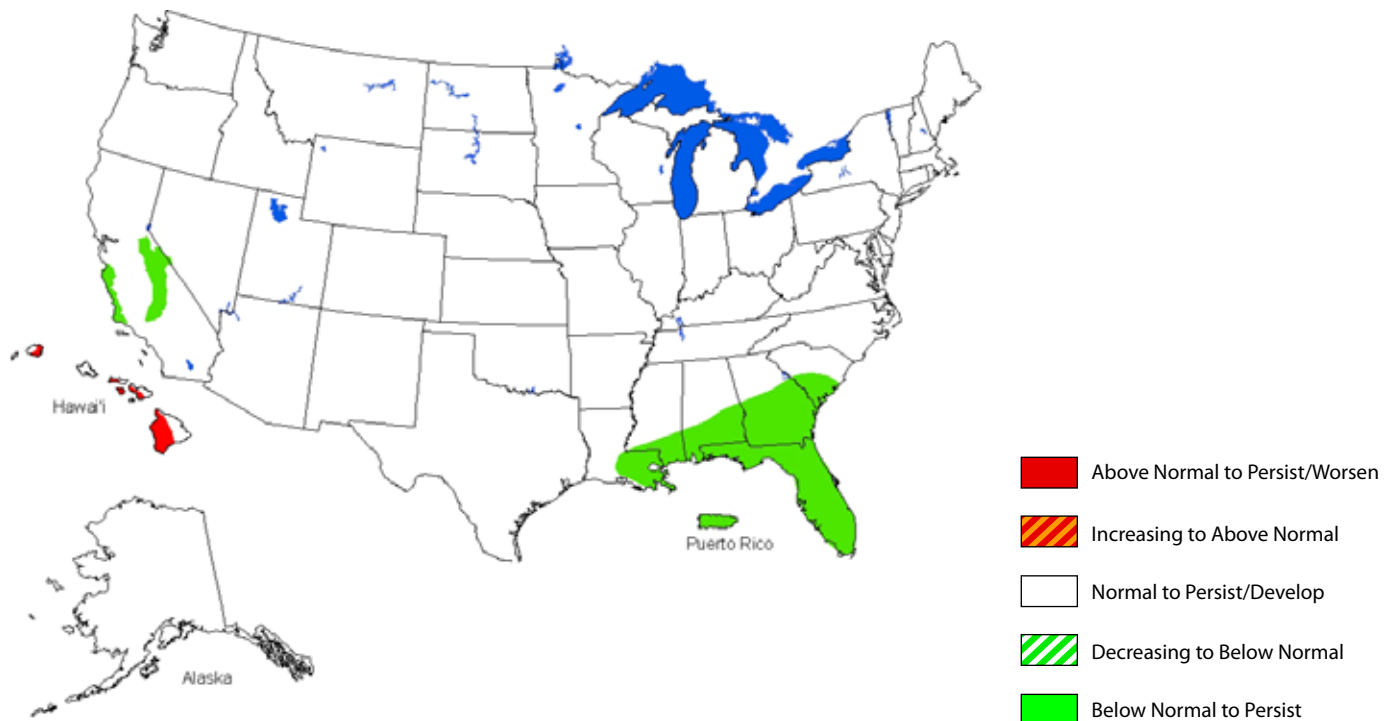 Hawai'i
Puerto Rico
Alaska
Above Normal to Persist/Worsen
Increasing to Above Normal
Normal to Persist/Develop
Decreasing to Below Normal
Below Normal to Persist